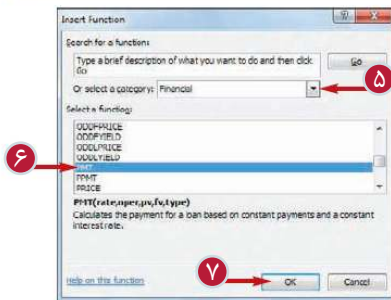 Insert Function
Search for a function:
Type a brief description of what you want to do and then click
Go
Go
Or select a category: Financial
۵
Select a function:
ODDFPRICE
ODDFYIELD
ODDLPRICE
ODDLYIELD
۶
PMT
PPMT
PRICE
PMT(rate,nper,pv,fv,type)
Calculates the payment for a loan based on constant payments and a constant
interest rate.
Help on this function
۷
OK
Cancel